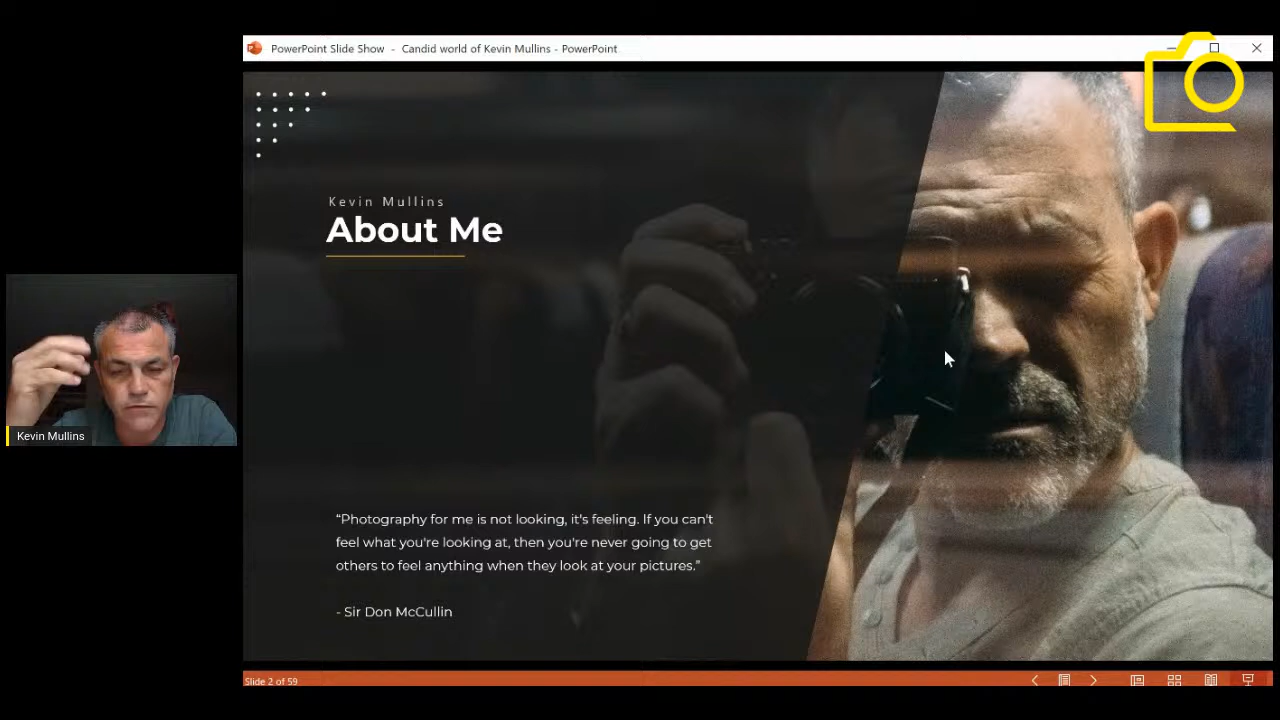 PowerPoint Slide Show - Candid world of Kevin Mullins - PowerPoint
Kevin Mullins
About Me
Kevin Mullins
“Photography for me is not looking, it's feeling. If you can't
feel what you're looking at, then you're never going to get
others to feel anything when they look at your pictures.”
- Sir Don McCullin
Slide 2 of 59